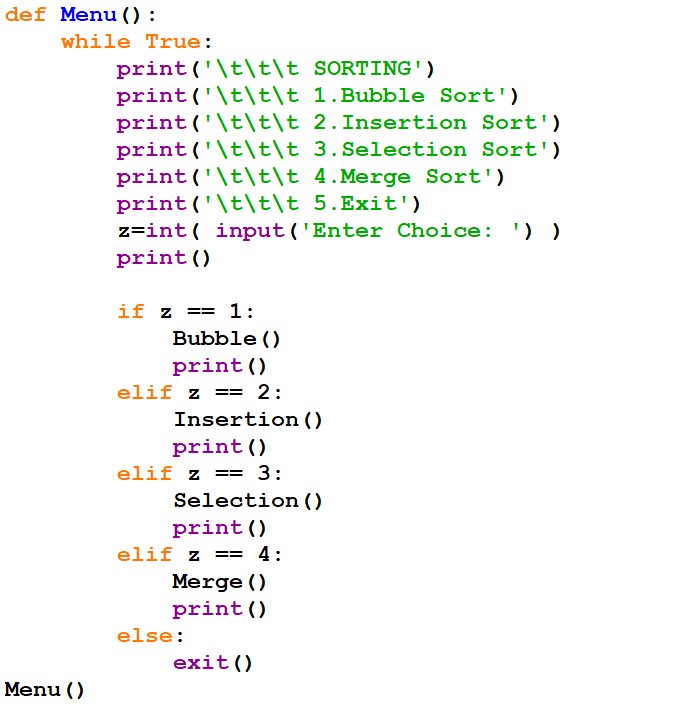 def Menu():
    while True:
        print('\t\t\t SORTING')
        print('\t\t\t 1.Bubble Sort')
        print('\t\t\t 2.Insertion Sort')
        print('\t\t\t 3.Selection Sort')
        print('\t\t\t 4.Merge Sort')
        print('\t\t\t 5.Exit')
        z=int( input('Enter Choice: ') )
        print()

        if z == 1:
            Bubble()
            print()
        elif z == 2:
            Insertion()
            print()
        elif z == 3:
            Selection()
            print()
        elif z == 4:
            Merge()
            print()
        else:
            exit()
Menu()